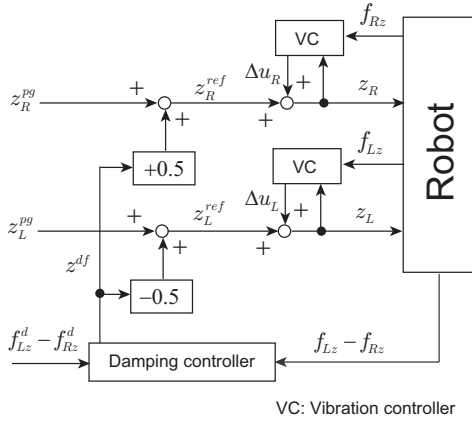 f_{Rz}
VC
Δu_R +
z_R^{pg} + z_R^{ref} + z_R
+
+0.5
f_{Lz}
VC
Δu_L +
z_L^{pg} + z_L^{ref} + z_L
+
z^{df}
−0.5
f_{Lz}^d − f_{Rz}^d
Damping controller
f_{Lz} − f_{Rz}
Robot
VC: Vibration controller